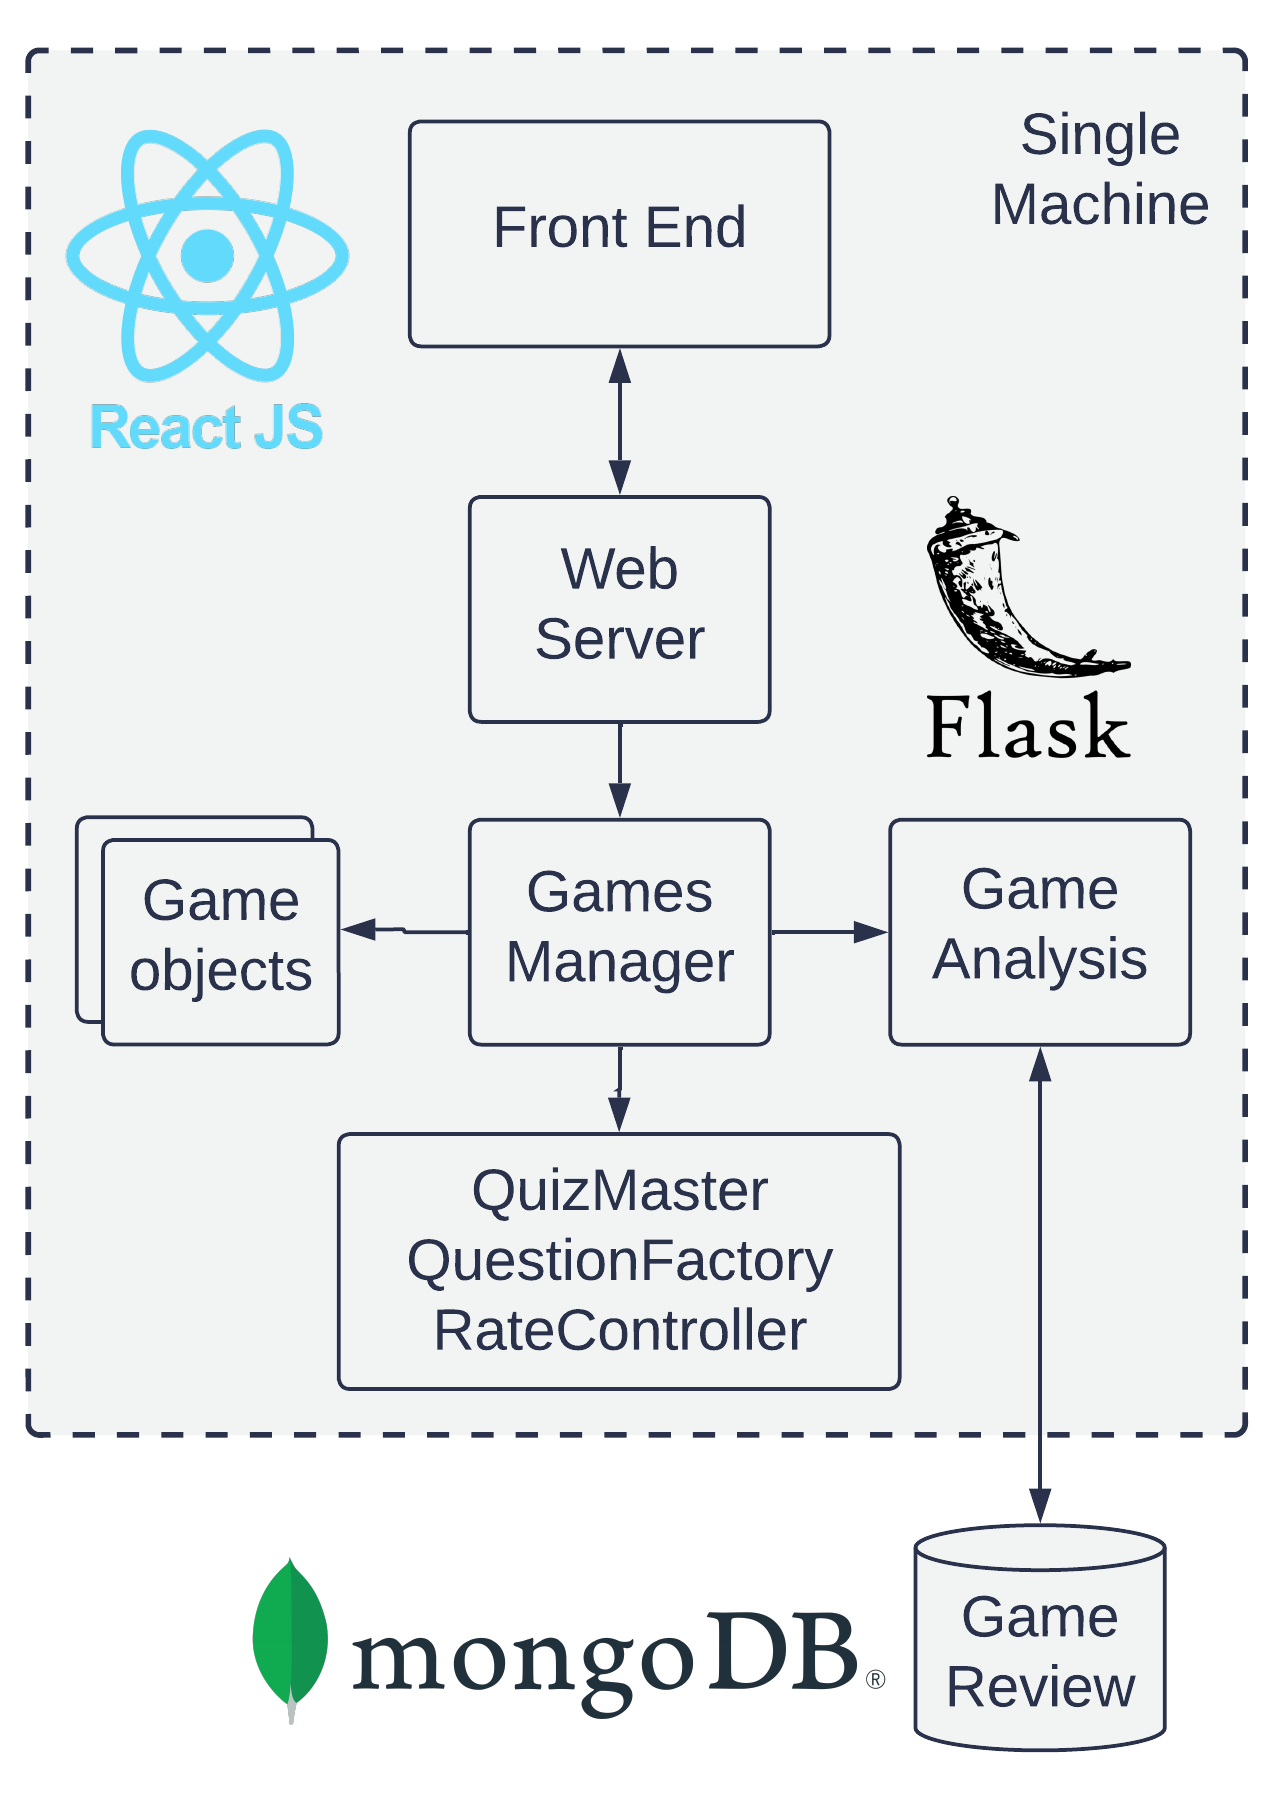 Single
Machine
Front End
React JS
Web
Server
Flask
Game
objects
Games
Manager
Game
Analysis
QuizMaster
QuestionFactory
RateController
mongoDB®
Game
Review